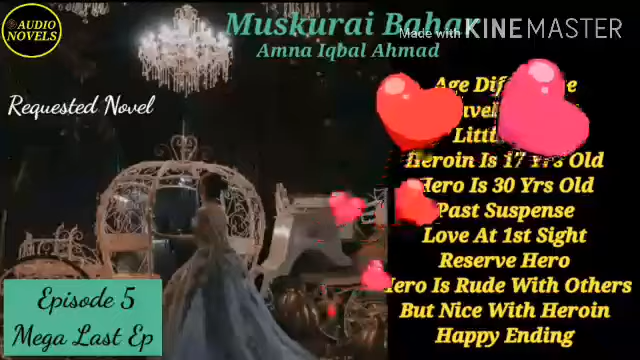 AUDIO
NOVELS
Muskurai Bahar
Amna Iqbal Ahmad
Made with KINEMASTER
Requested Novel
Age
Heroin Is 17 Yrs Old
Hero Is 30 Yrs Old
Past Suspense
Love At 1st Sight
Reserve Hero
Hero Is Rude With Others
But Nice With Heroin
Happy Ending
Episode 5
Mega Last Ep